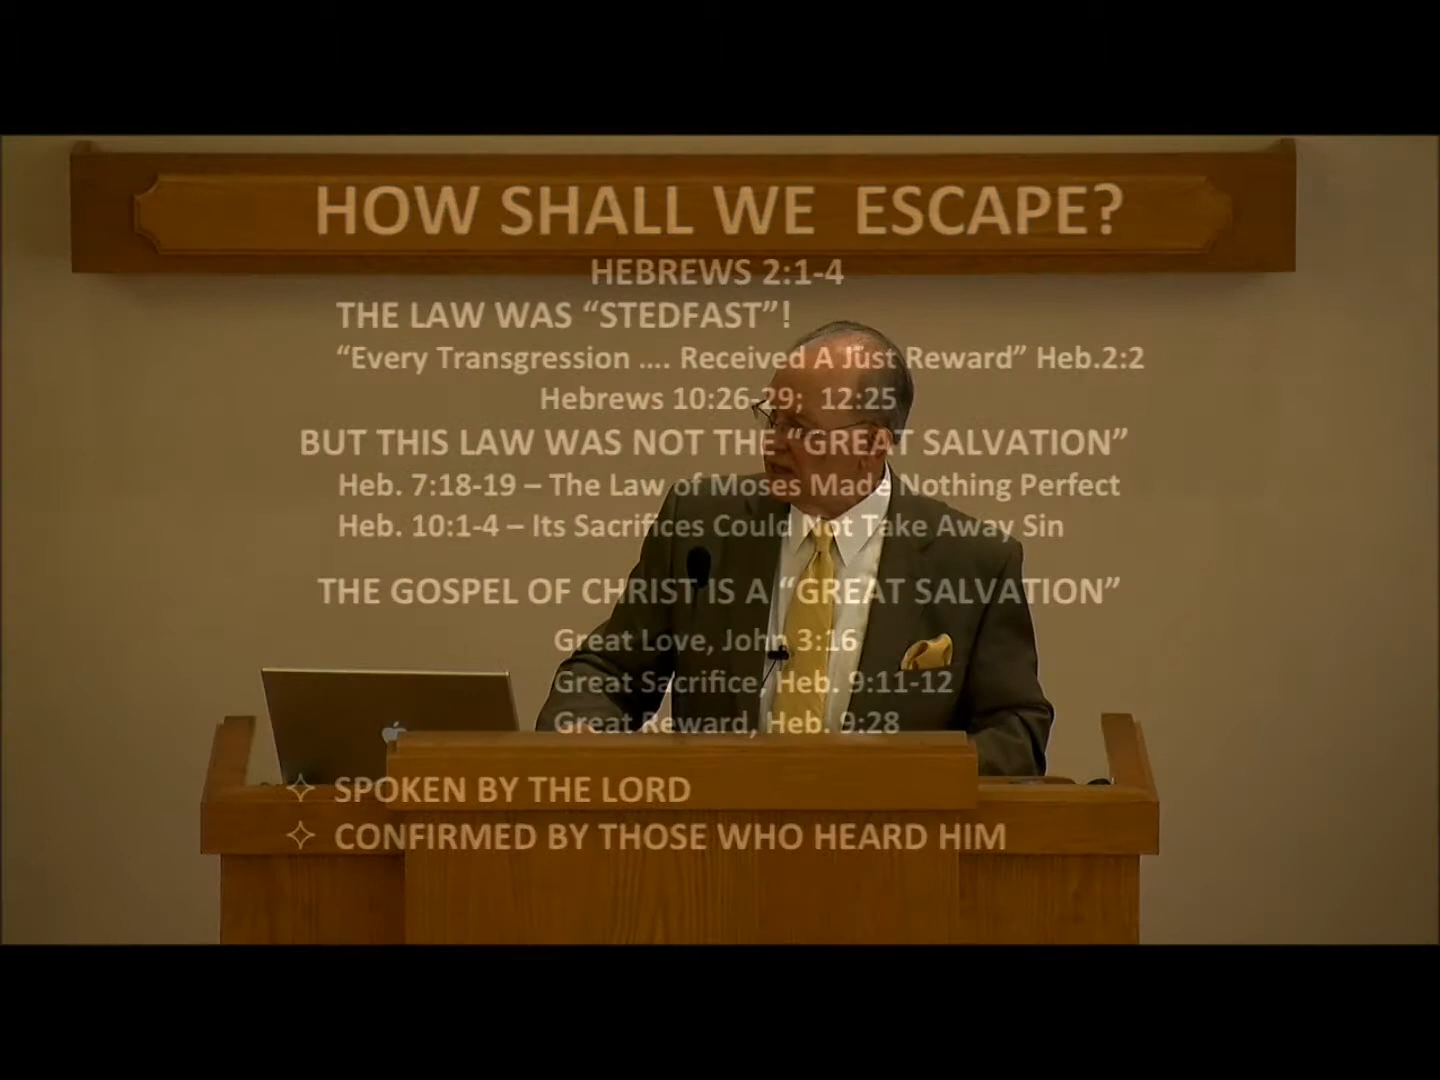 HOW SHALL WE ESCAPE?
HEBREWS 2:1-4
THE LAW WAS “STEDFAST”!
“Every Transgression .... Received A Just Reward” Heb.2:2
Hebrews 10:26-29; 12:25
BUT THIS LAW WAS NOT THE “GREAT SALVATION”
Heb. 7:18-19 – The Law of Moses Made Nothing Perfect
Heb. 10:1-4 – Its Sacrifices Could Not Take Away Sin
THE GOSPEL OF CHRIST IS A “GREAT SALVATION”
Great Love, John 3:16
Great Sacrifice, Heb. 9:11-12
Great Reward, Heb. 9:28
SPOKEN BY THE LORD
CONFIRMED BY THOSE WHO HEARD HIM